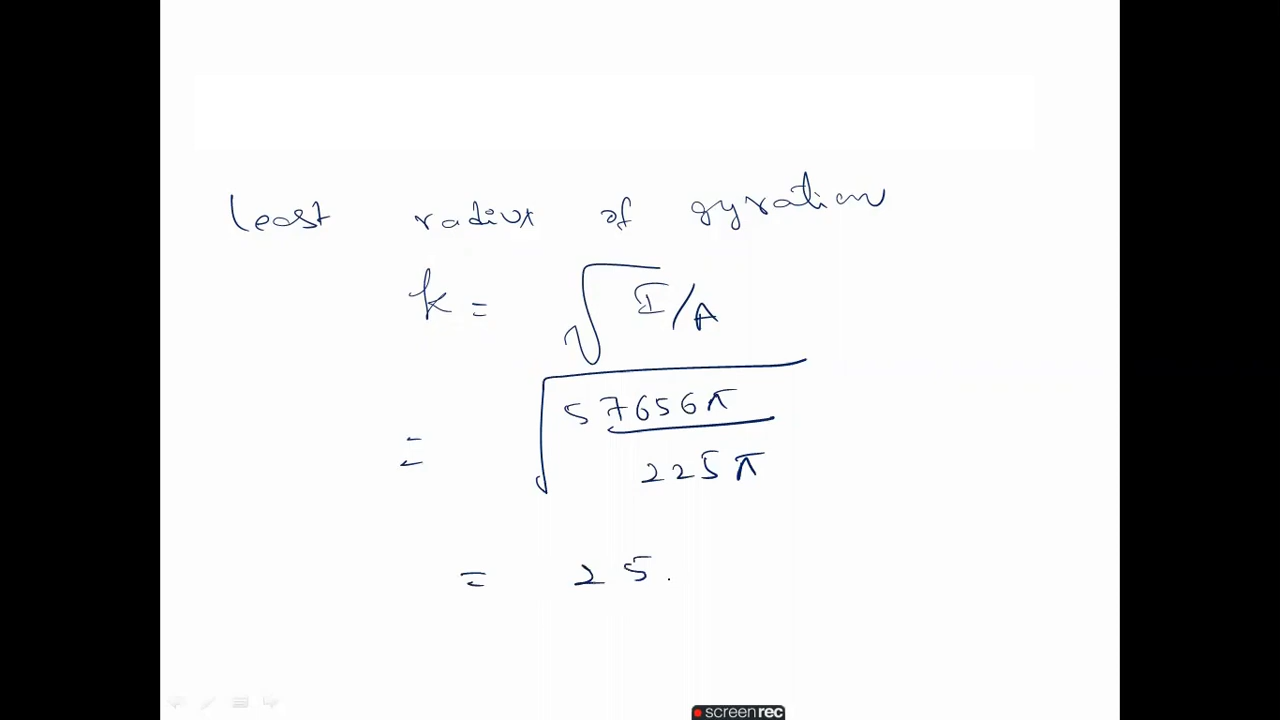 least radius of gyration
k = √I/A
= √57656π
225π
= 25.
screenrec